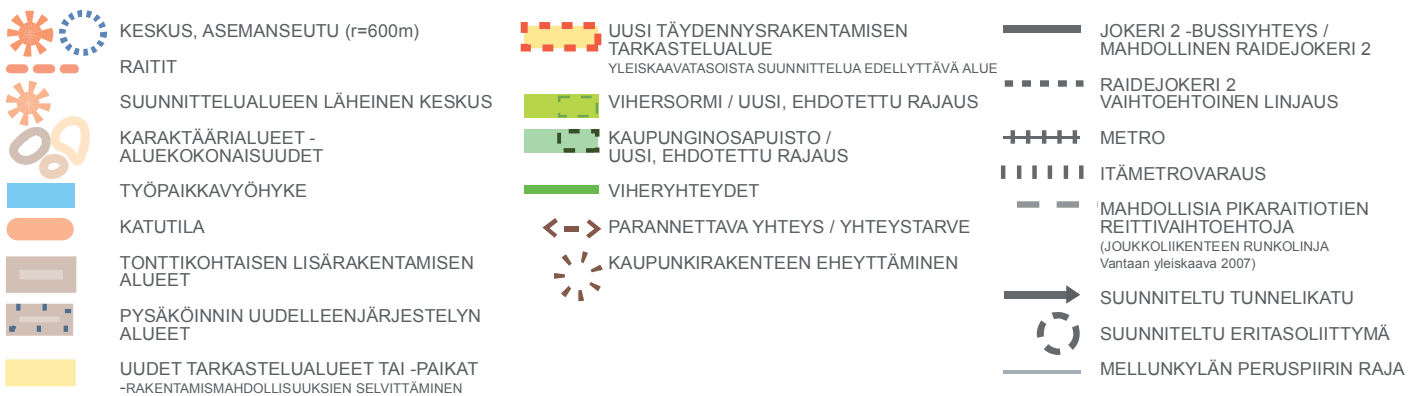 KESKUS, ASEMANSEUTU (r=600m)
RAITIT
SUUNNITTELUALUEEN LÄHEINEN KESKUS
KARAKTÄÄRIALUEET -
ALUEKOKONAISUUDET
TYÖPAIKKAVYÖHYKE
KATUTILA
TONTTIKOHTAISEN LISÄRAKENTAMISEN
ALUEET
PYSÄKÖINNIN UUDELLEENJÄRJESTELYN
ALUEET
UUDET TARKASTELUALUEET TAI -PAIKAT
-RAKENTAMISMAHDOLLISUUKSIEN SELVITTÄMINEN
UUSI TÄYDENNYSRAKENTAMISEN
TARKASTELUALUE
YLEISKAAVATASOISTA SUUNNITTELUA EDELLYTTÄVÄ ALUE
VIHERSORMI / UUSI, EHDOTETTU RAJAUS
KAUPUNGINOSAPUISTO /
UUSI, EHDOTETTU RAJAUS
VIHERYHTEYDET
PARANNETTAVA YHTEYS / YHTEYSTARVE
KAUPUNKIRAKENTEEN EHEYTTÄMINEN
JOKERI 2 -BUSSIYHTEYS /
MAHDOLLINEN RAIDEJOKERI 2
RAIDEJOKERI 2
VAIHTOEHTOINEN LINJAUS
METRO
ITÄMETROVARAUS
MAHDOLLISIA PIKARAITIOTIEN
REITTIVAIHTOEHTOJA
(JOUKKOLIIKENTEEN RUNKOLINJA
Vantaan yleiskaava 2007)
SUUNNITELTU TUNNELIKATU
SUUNNITELTU ERITASOLIITTYMÄ
MELLUNKYLÄN PERUSPIIRIN RAJA